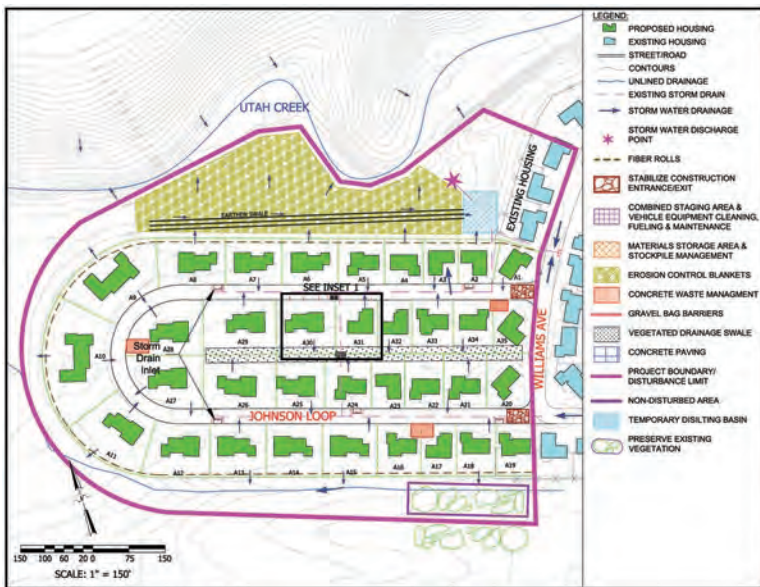 LEGEND:
PROPOSED HOUSING
EXISTING HOUSING
STREET/ROAD
CONTOURS
UNLINED DRAINAGE
EXISTING STORM DRAIN
STORM WATER DRAINAGE
STORM WATER DISCHARGE
POINT
FIBER ROLLS
STABILIZE CONSTRUCTION
ENTRANCE/EXIT
COMBINED STAGING AREA &
VEHICLE EQUIPMENT CLEANING,
FUELING & MAINTENANCE
MATERIALS STORAGE AREA &
STOCKPILE MANAGEMENT
EROSION CONTROL BLANKETS
CONCRETE WASTE MANAGMENT
GRAVEL BAG BARRIERS
VEGETATED DRAINAGE SWALE
CONCRETE PAVING
PROJECT BOUNDARY/
DISTURBANCE LIMIT
NON-DISTURBED AREA
TEMPORARY DISILTING BASIN
PRESERVE EXISTING
VEGETATION
UTAH CREEK
EXISTING HOUSING
EARTHEN SWALE
A8 A7 A6 A5 A4 A3 A2 A1
SEE INSET 1
A9
A10
Storm
Drain
Inlet
A28 A29 A30 A31 A32 A33 A34 A35
WILLIAMS AVE
A27 A26 A25 A24 A23 A22 A21 A20
JOHNSON LOOP
A11 A12 A13 A14 A15 A16 A17 A18 A19
150 100 60 20 0 75 150
SCALE: 1" = 150'